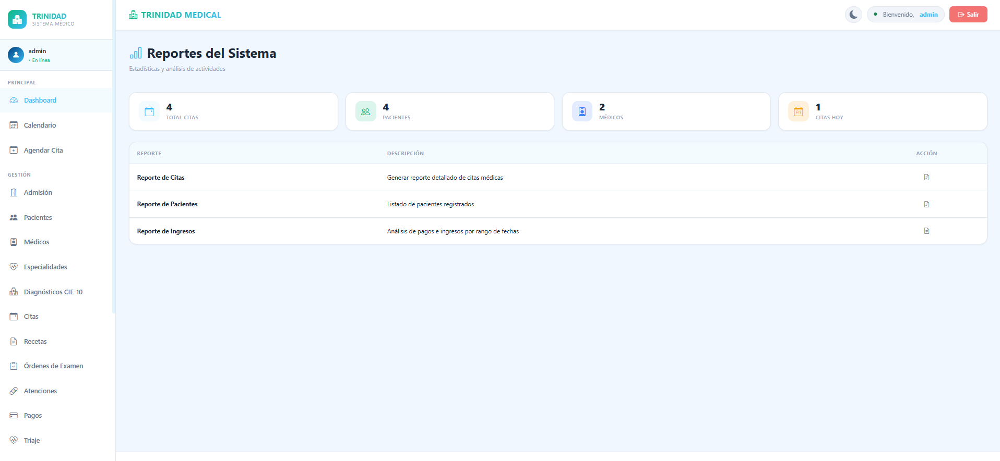 TRINIDAD
SISTEMA MÉDICO
admin
• En línea
PRINCIPAL
Dashboard
Calendario
Agendar Cita
GESTIÓN
Admisión
Pacientes
Médicos
Especialidades
Diagnósticos CIE-10
Citas
Recetas
Órdenes de Examen
Atenciones
Pagos
Triaje
TRINIDAD MEDICAL
Bienvenido, admin
Salir
Reportes del Sistema
Estadísticas y análisis de actividades
4
TOTAL CITAS
4
PACIENTES
2
MÉDICOS
Fri
1
CITAS HOY
REPORTE DESCRIPCIÓN ACCIÓN
Reporte de Citas Generar reporte detallado de citas médicas
Reporte de Pacientes Listado de pacientes registrados
Reporte de Ingresos Análisis de pagos e ingresos por rango de fechas